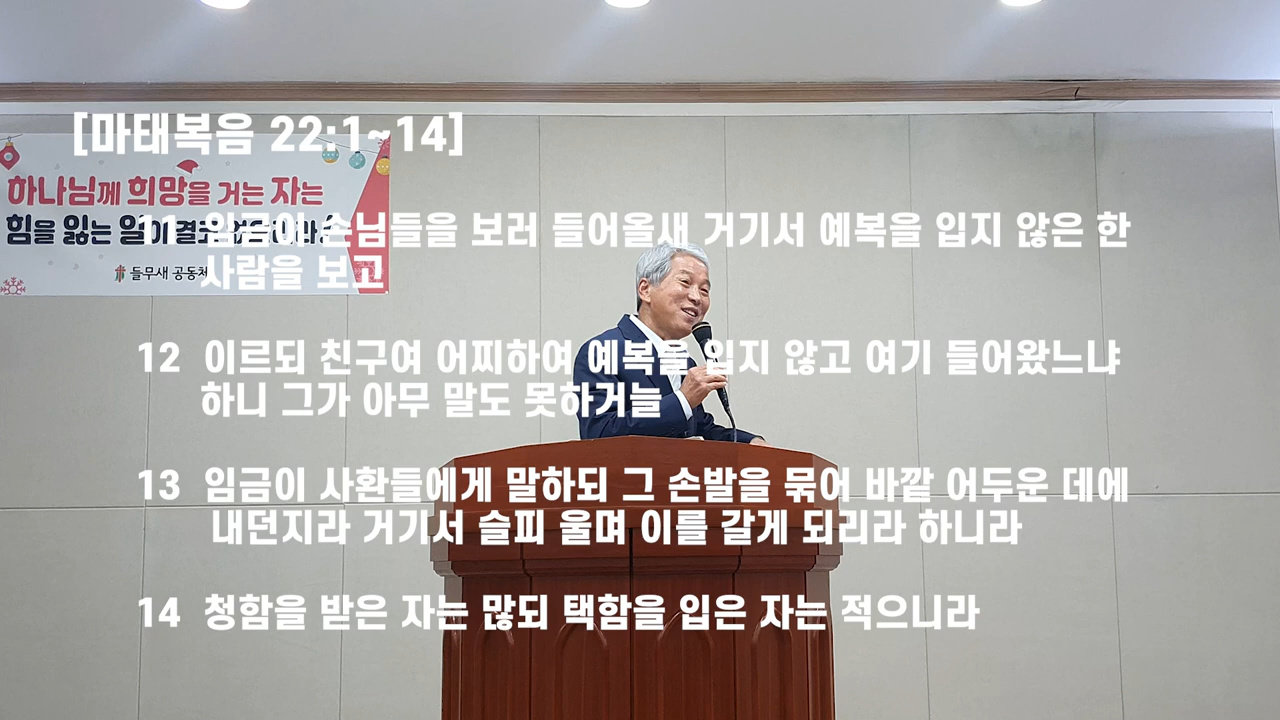 [마태복음 22:1~14]
하나님께 희망을 거는 자는
힘을 잃는 일이 결코
들무새 공동체
11 임금이 손님들을 보러 들어올새 거기서 예복을 입지 않은 한
사람을 보고
12 이르되 친구여 어찌하여 예복을 입지 않고 여기 들어왔느냐
하니 그가 아무 말도 못하거늘
13 임금이 사환들에게 말하되 그 손발을 묶어 바깥 어두운 데에
내던지라 거기서 슬피 울며 이를 갈게 되리라 하니라
14 청함을 받은 자는 많되 택함을 입은 자는 적으니라